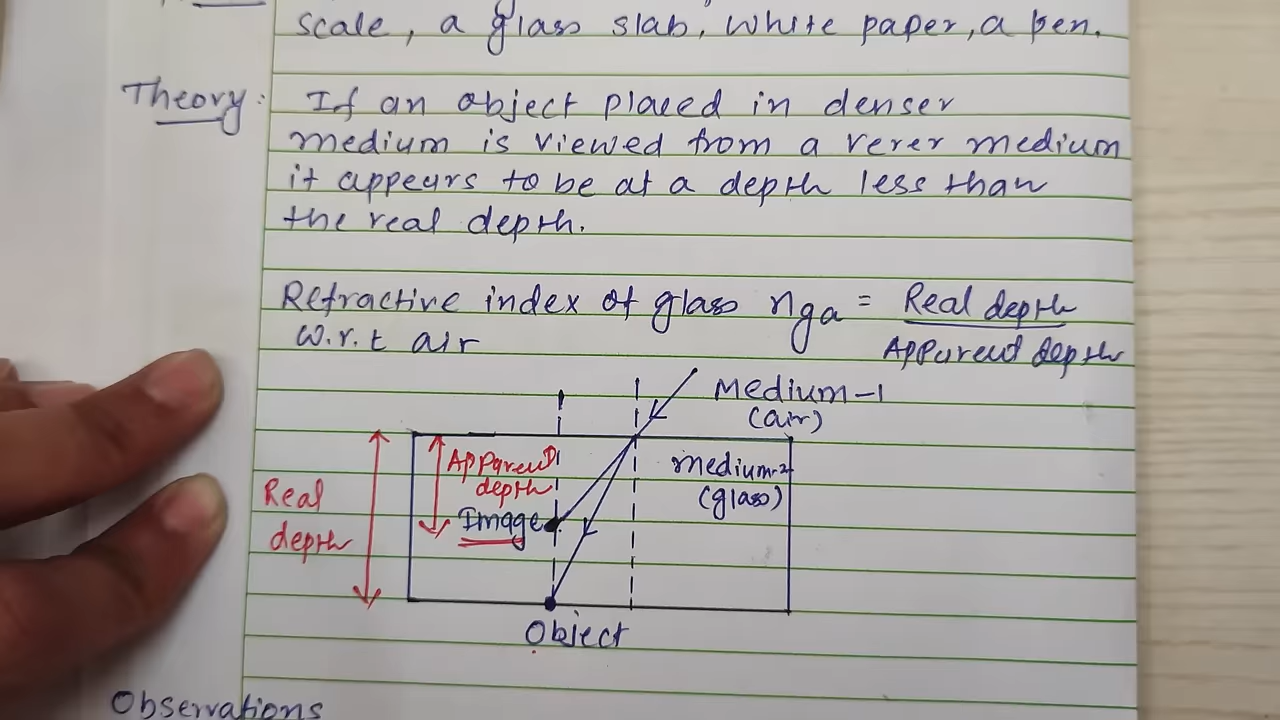 scale, a glass slab, white paper, a pen.
Theory: If an object placed in denser
medium is viewed from a rerer medium
it appears to be at a depth less than
the real depth.
Refractive index of glass nga = Real depth
w.r.t air Apparent depth
Medium-1
(air)
Apparent
depth
medium-2
(glass)
Real
depth
Image
Object
Observations